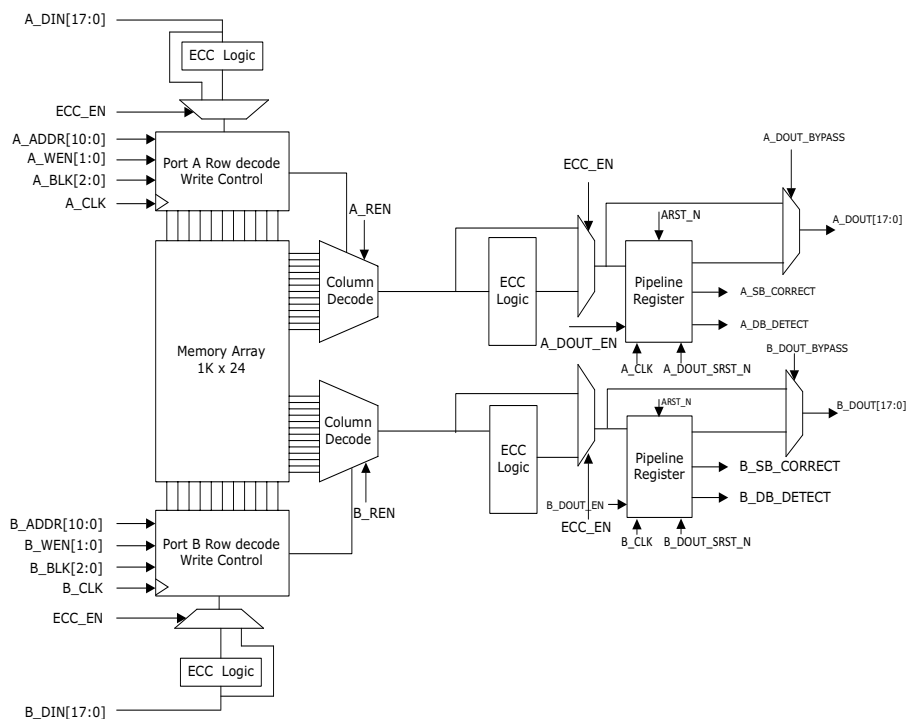 A_DIN[17:0]
ECC Logic
ECC_EN
A_ADDR[10:0]
A_WEN[1:0]
A_BLK[2:0]
A_CLK
Port A Row decode
Write Control
A_REN
Column
Decode
ECC_EN
ECC
Logic
A_DOUT_EN
ARST_N
Pipeline
Register
A_CLK
A_DOUT_SRST_N
A_DOUT_BYPASS
A_DOUT[17:0]
A_SB_CORRECT
A_DB_DETECT
Memory Array
1K x 24
Column
Decode
B_REN
ECC
Logic
B_DOUT_EN
ECC_EN
ARST_N
Pipeline
Register
B_CLK
B_DOUT_SRST_N
B_DOUT_BYPASS
B_DOUT[17:0]
B_SB_CORRECT
B_DB_DETECT
B_ADDR[10:0]
B_WEN[1:0]
B_BLK[2:0]
B_CLK
Port B Row decode
Write Control
ECC_EN
ECC Logic
B_DIN[17:0]